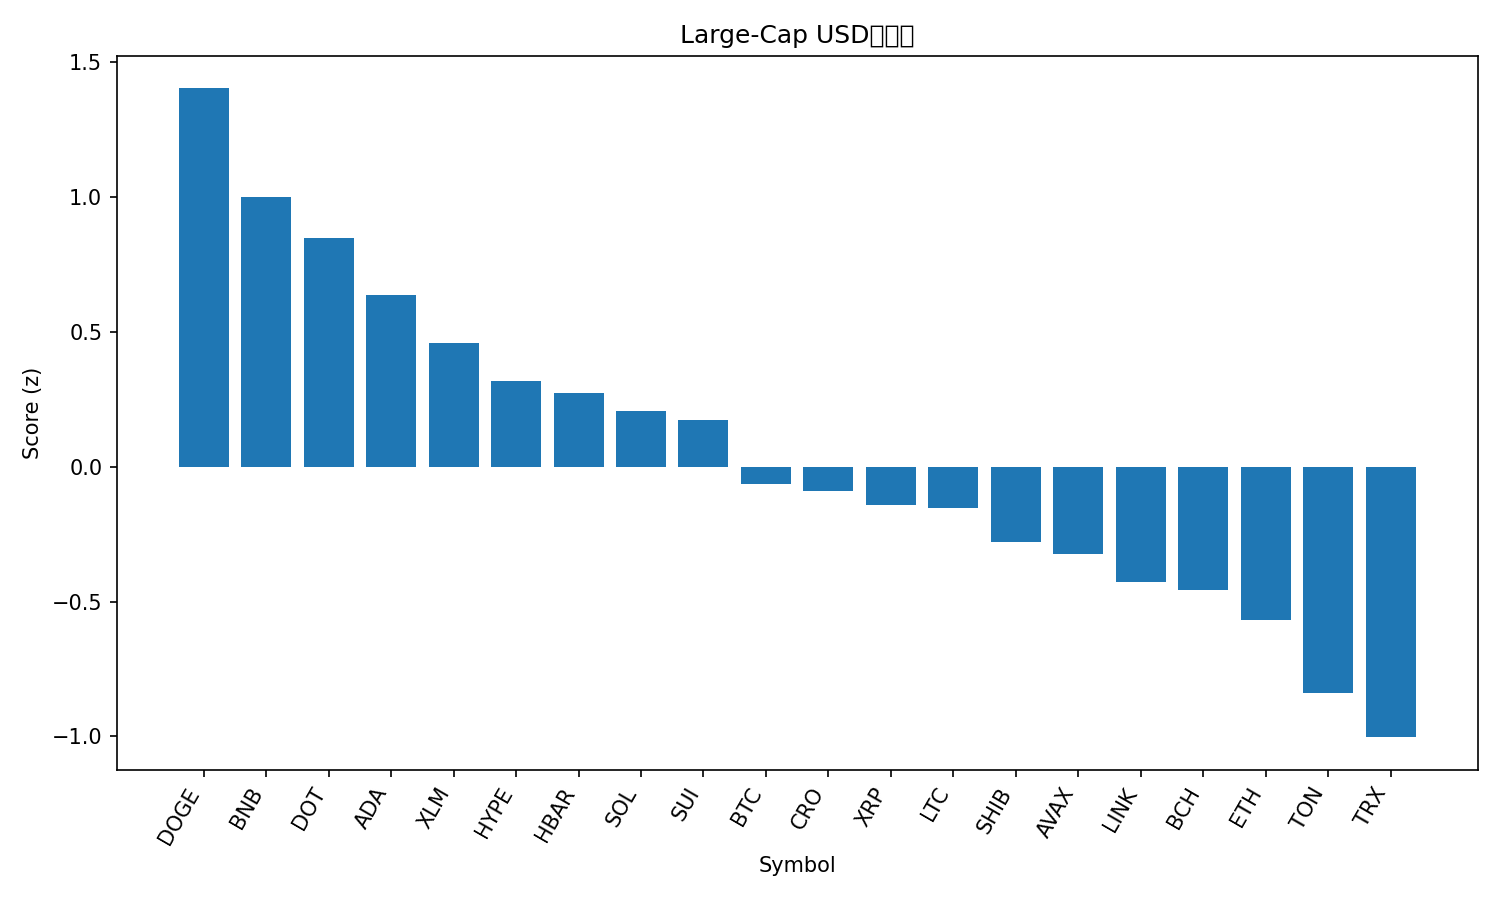 Large-Cap USD
Score (z)
1.5
1.0
0.5
0.0
−0.5
−1.0
DOGE
BNB
DOT
ADA
XLM
HYPE
HBAR
SOL
SUI
BTC
CRO
XRP
LTC
SHIB
AVAX
LINK
BCH
ETH
TON
TRX
Symbol